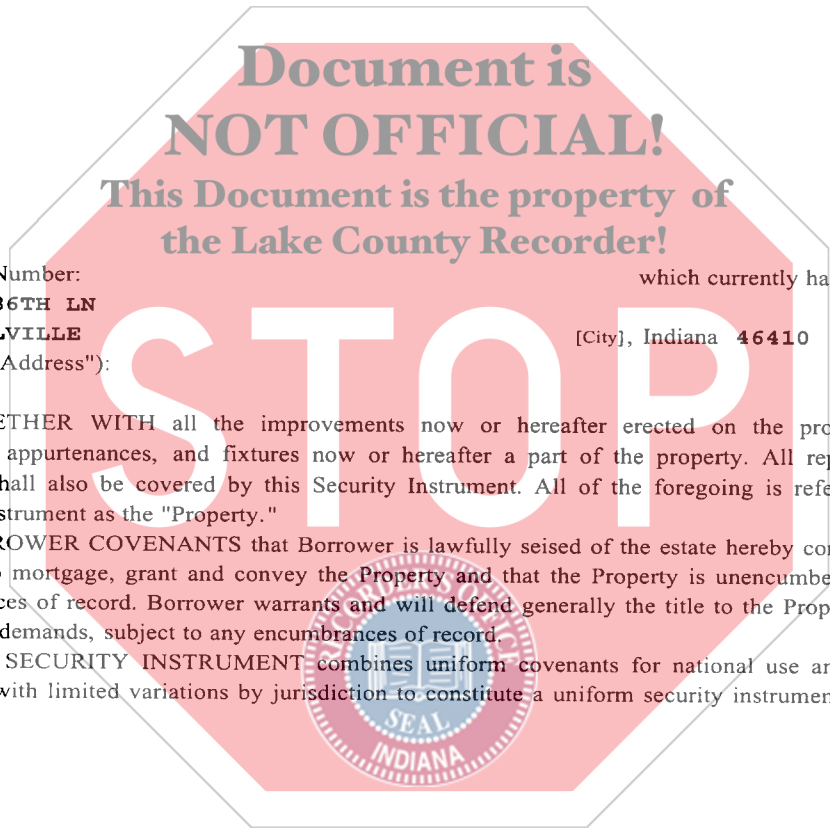 Document is
NOT OFFICIAL!
This Document is the property of
the Lake County Recorder!
Number: which currently ha
36TH LN
LVILLE [City], Indiana 46410
Address"):
STOP
ETHER WITH all the improvements now or hereafter erected on the pro
appurtenances, and fixtures now or hereafter a part of the property. All rep
hall also be covered by this Security Instrument. All of the foregoing is refe
strument as the "Property."
ROWER COVENANTS that Borrower is lawfully seised of the estate hereby con
mortgage, grant and convey the Property and that the Property is unencumbe
ces of record. Borrower warrants and will defend generally the title to the Prop
demands, subject to any encumbrances of record.
SECURITY INSTRUMENT combines uniform covenants for national use an
with limited variations by jurisdiction to constitute a uniform security instrumen
RECORDER'S OFFICE
SEAL
INDIANA